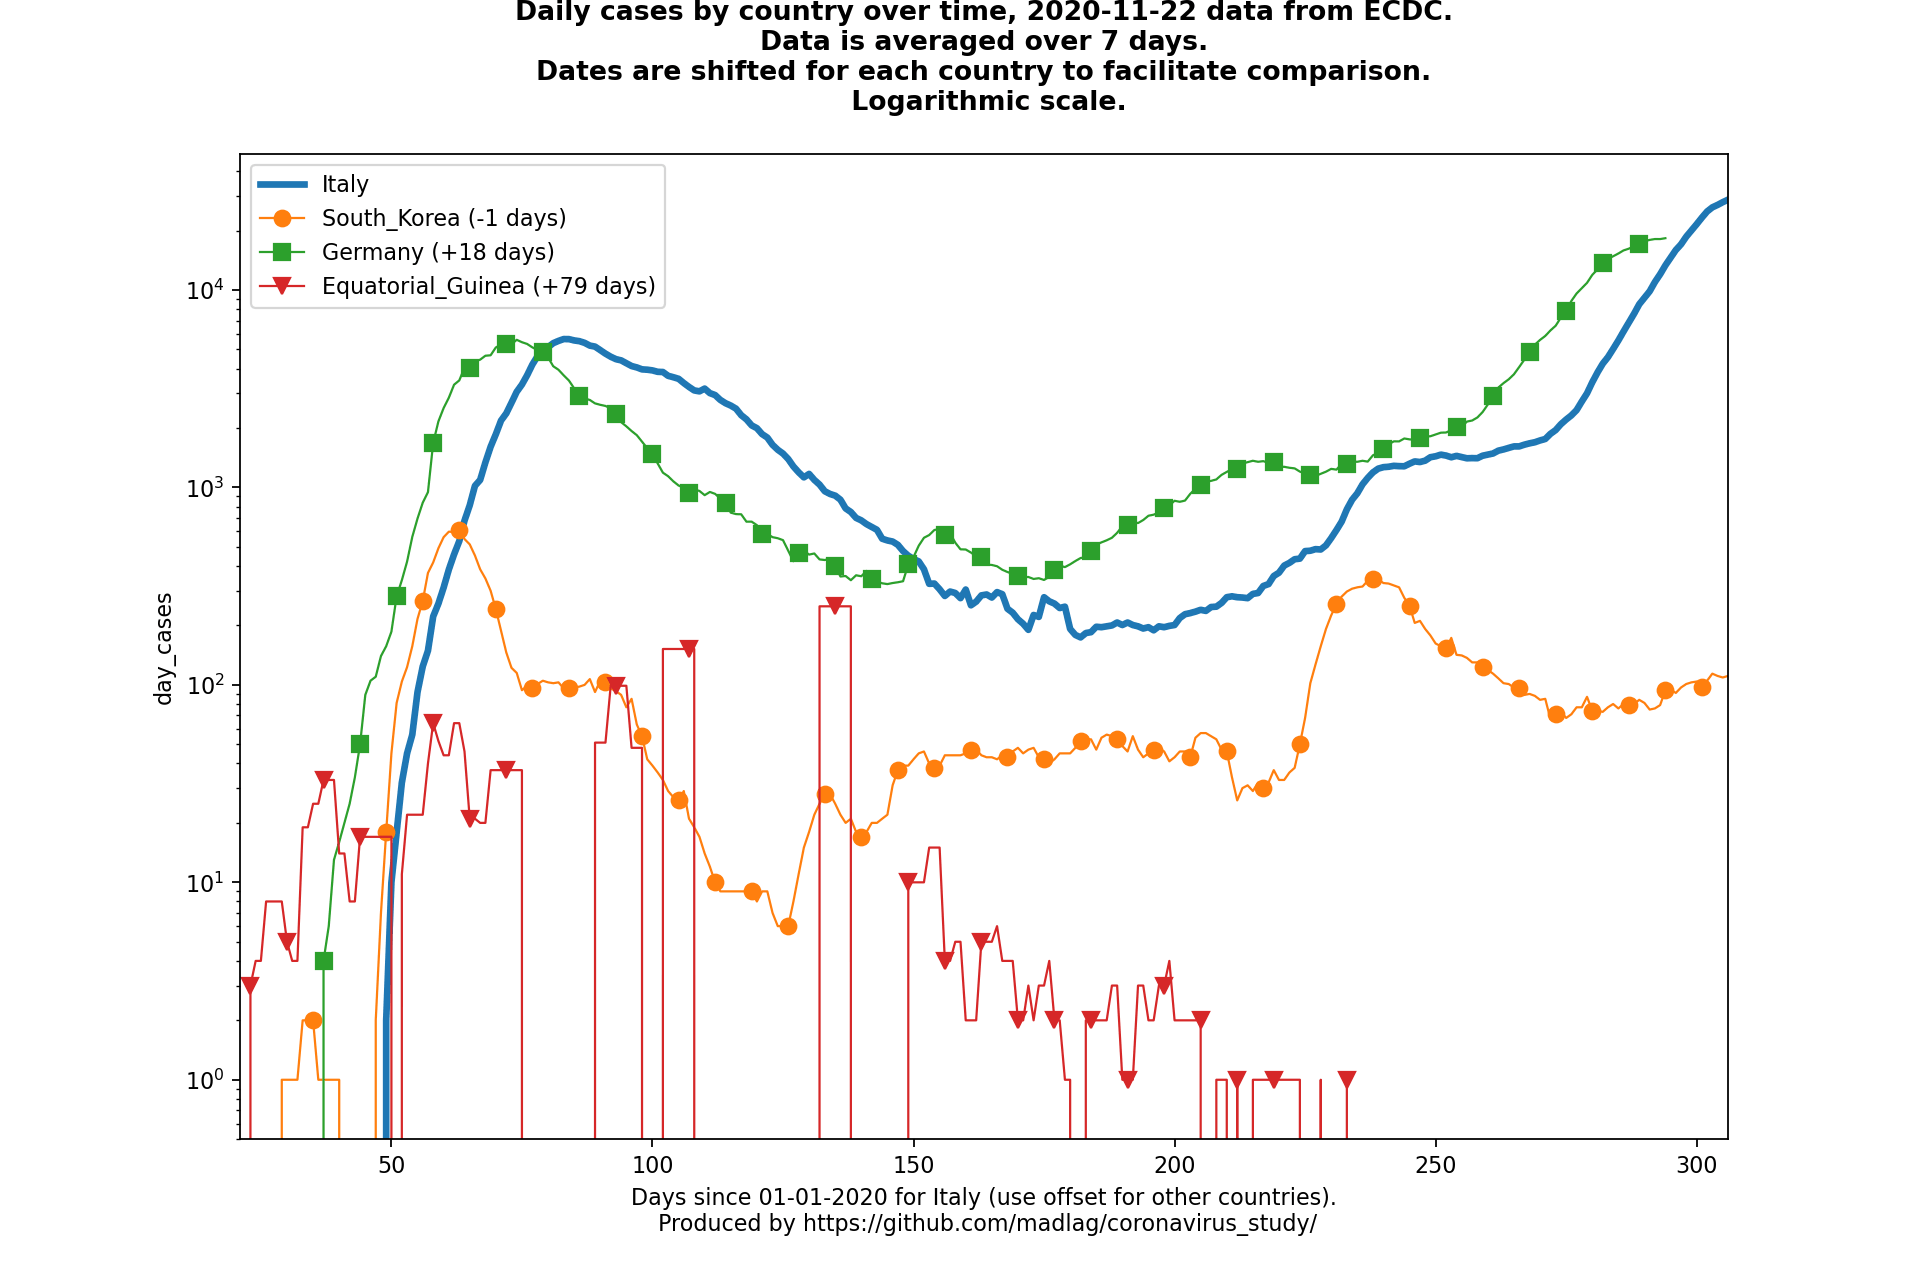 Daily cases by country over time, 2020-11-22 data from ECDC.
Data is averaged over 7 days.
Dates are shifted for each country to facilitate comparison.
Logarithmic scale.
Italy
South_Korea (-1 days)
Germany (+18 days)
Equatorial_Guinea (+79 days)
10⁴
10³
10²
10¹
10⁰
day_cases
50 100 150 200 250 300
Days since 01-01-2020 for Italy (use offset for other countries).
Produced by https://github.com/madlag/coronavirus_study/